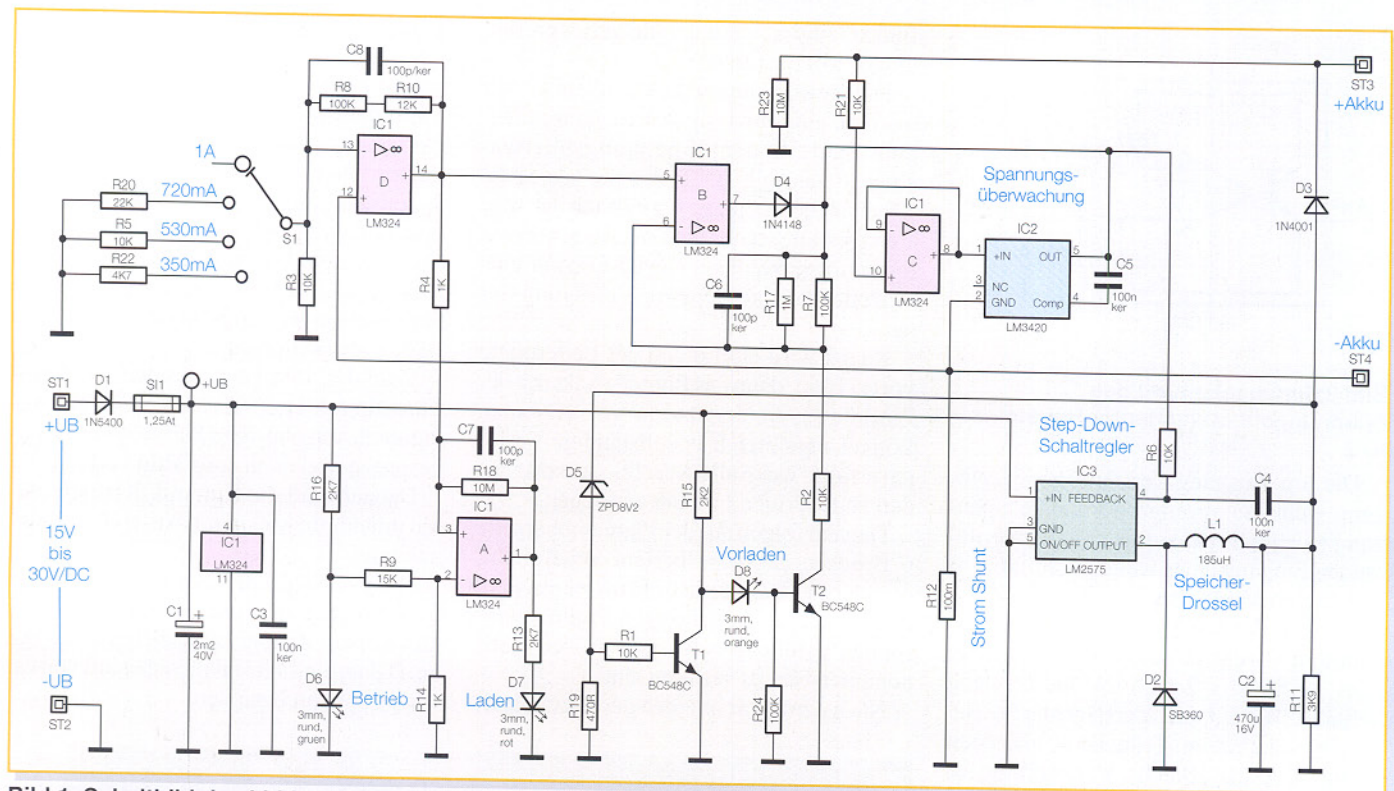 C8
100p/ker
R8
100K
R10
12K
IC1
13
-
▷∞
14
12
+
D
+
LM324
1A
R20
22K
720mA
R5
10K
530mA
R22
4K7
350mA
S1
R3
10K
R4
1K
R23
10M
R21
10K
ST3
+Akku
IC1
5
+
B
7
6
-
▷∞
LM324
D4
1N4148
C6
100p
ker
R17
1M
R7
100K
Spannungs-
überwachung
IC1
9
-
▷∞
8
10
+
C
+
LM324
IC2
1
+IN
OUT
5
3
NC
2
GND
Comp
4
LM3420
C5
100n
ker
D3
1N4001
-Akku
ST4
ST1
+UB
D1
1N5400
SI1
1,25At
+UB
15V
bis
30V/DC
-UB
ST2
C1
+
2m2
40V
4
IC1
LM324
11
C3
100n
ker
R16
2K7
D6
3mm,
rund,
gruen
Betrieb
R9
15K
R14
1K
C7
100p
ker
R18
10M
IC1
3
+
A
1
2
-
▷∞
LM324
R13
2K7
Laden
D7
3mm,
rund,
rot
D5
ZPD8V2
R19
470R
R1
10K
T1
BC548C
R15
2K2
Vorladen
D8
3mm,
rund,
orange
R24
100K
R2
10K
T2
BC548C
R12
100m
Strom Shunt
Step-Down-
Schaltregler
IC3
1
+IN
FEEDBACK
4
3
GND
5
ON/OFF
OUTPUT
2
LM2575
R6
10K
C4
100n
ker
L1
185uH
Speicher-
Drossel
D2
SB360
C2
+
470u
16V
R11
3K9